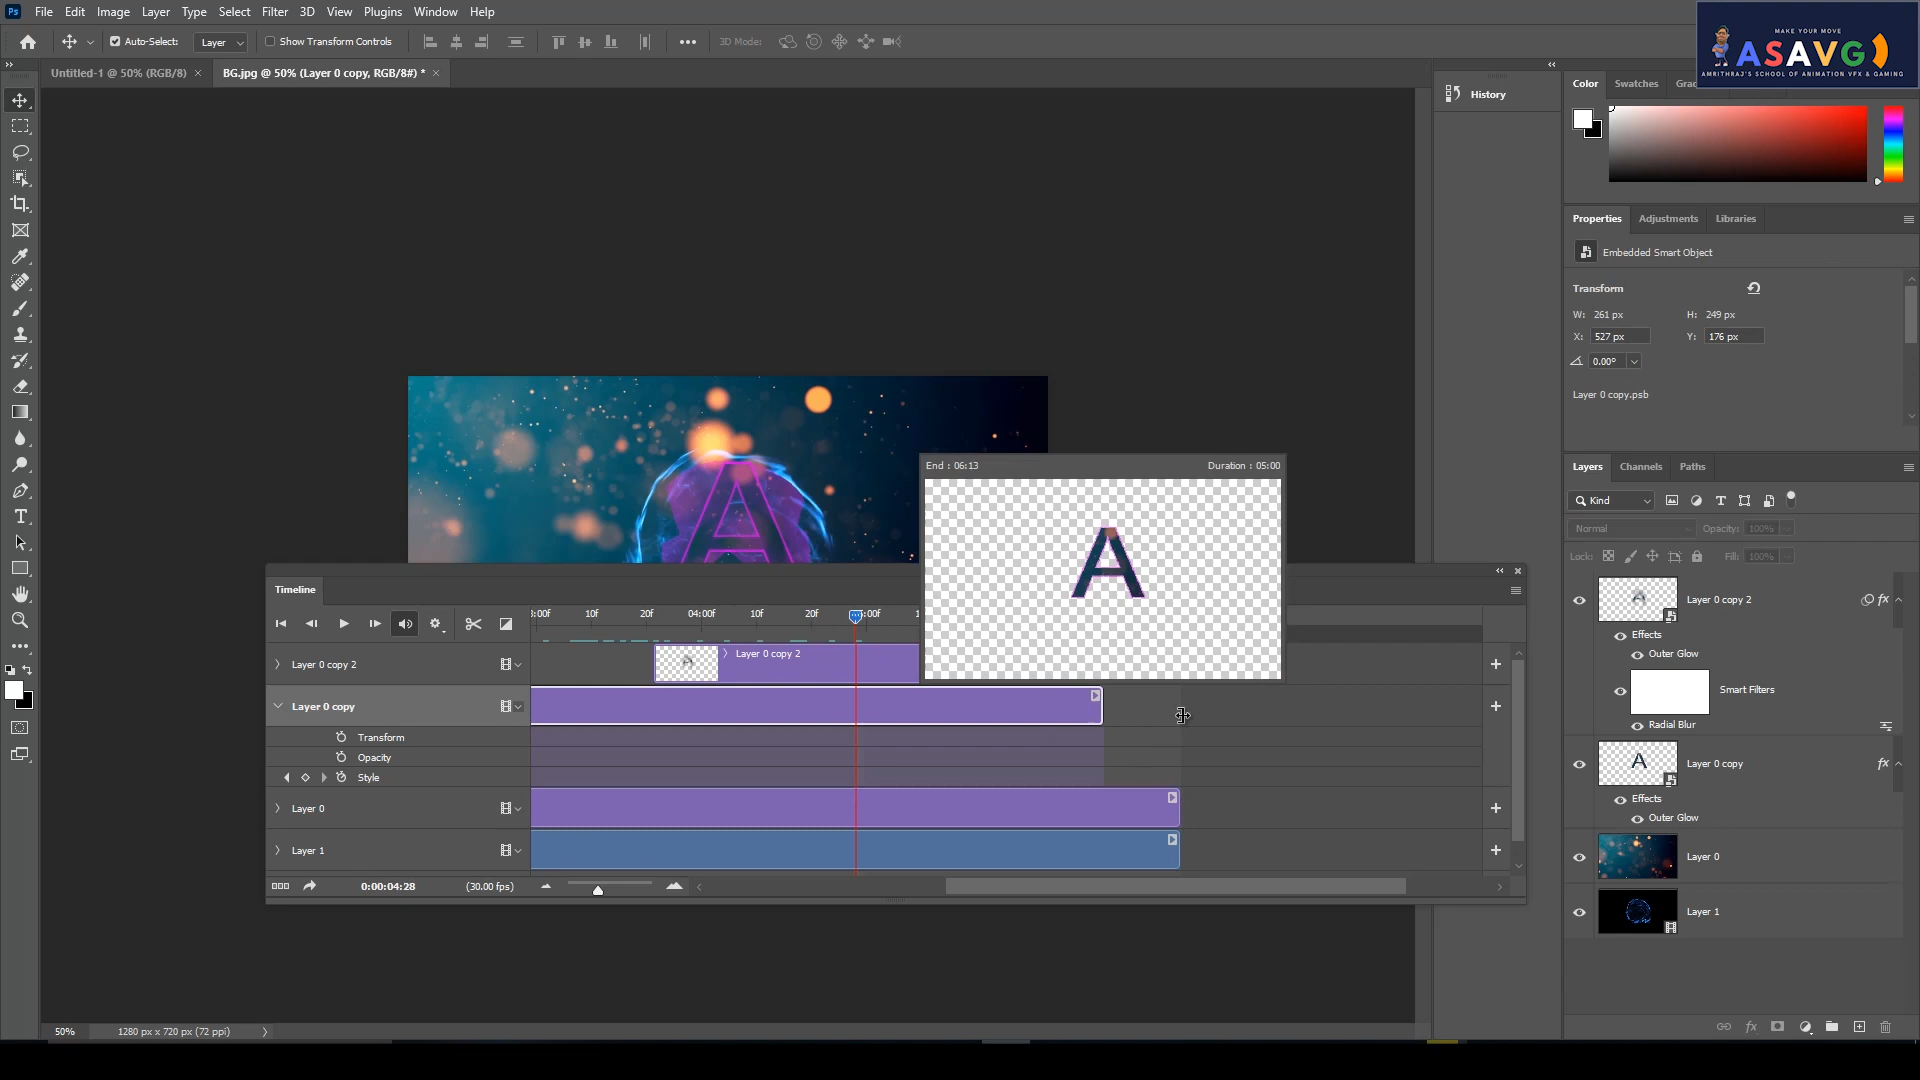 Ps File Edit Image Layer Type Select Filter 3D View Plugins Window Help
Auto-Select: Layer Show Transform Controls 3D Mode:
MAKE YOUR MOVE
ASAVG
AMRITHRAJ'S SCHOOL OF ANIMATION VFX & GAMING
Untitled-1 @ 50% (RGB/8) × BG.jpg @ 50% (Layer 0 copy, RGB/8#) * ×
History
Color Swatches
Properties Adjustments Libraries
Embedded Smart Object
Transform
W: 261 px H: 249 px
X: 527 px Y: 176 px
0.00°
Layer 0 copy.psb
Layers Channels Paths
Kind
Normal Opacity: 100%
Lock: Fill: 100%
Layer 0 copy 2 fx
Effects
Outer Glow
Smart Filters
Radial Blur
Layer 0 copy fx
Effects
Outer Glow
Layer 0
Layer 1
A
End : 06:13 Duration : 05:00
A
Timeline
:00f 10f 20f 04:00f 10f 20f :00f
Layer 0 copy 2 Layer 0 copy 2
Layer 0 copy
Transform
Opacity
Style
Layer 0
Layer 1
0:00:04:28 (30.00 fps)
50% 1280 px x 720 px (72 ppi)